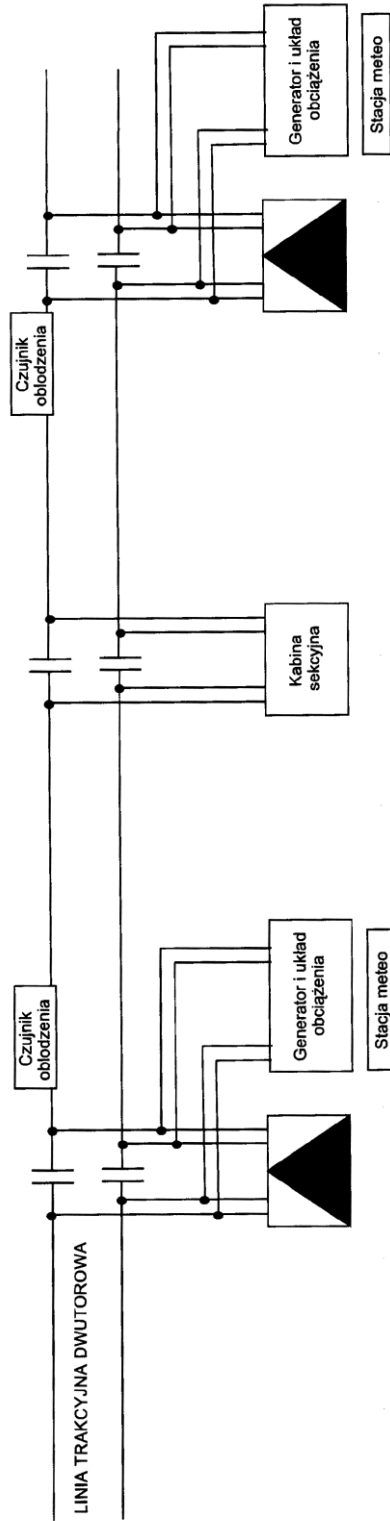 Czujnik
oblodzenia
Czujnik
oblodzenia
LINIA TRAKCYJNA DWUTOROWA
Generator i układ
obciążenia
Stacja meteo
Kabina
sekcyjna
Generator i układ
obciążenia
Stacja meteo